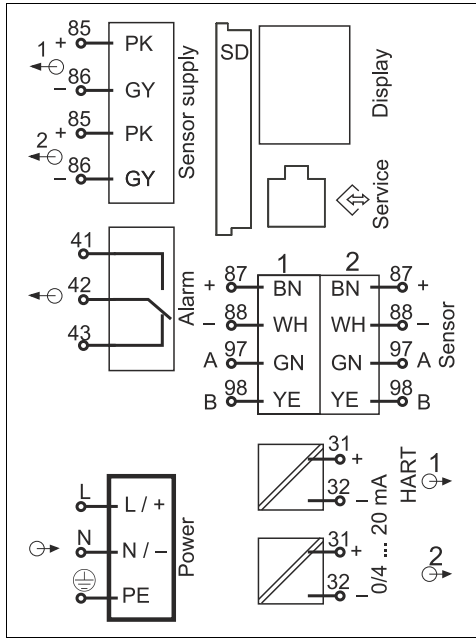 1 + 85 PK
− 86 GY
2 + 85 PK
− 86 GY
Sensor supply
SD
Display
Service
41
42
43
Alarm
1 2
+ 87 BN BN 87 +
− 88 WH WH 88 −
A 97 GN GN 97 A
B 98 YE YE 98 B
Sensor
L L / +
N N / −
PE
Power
31 +
32 −
31 +
32 −
0/4 ... 20 mA
HART
1
2